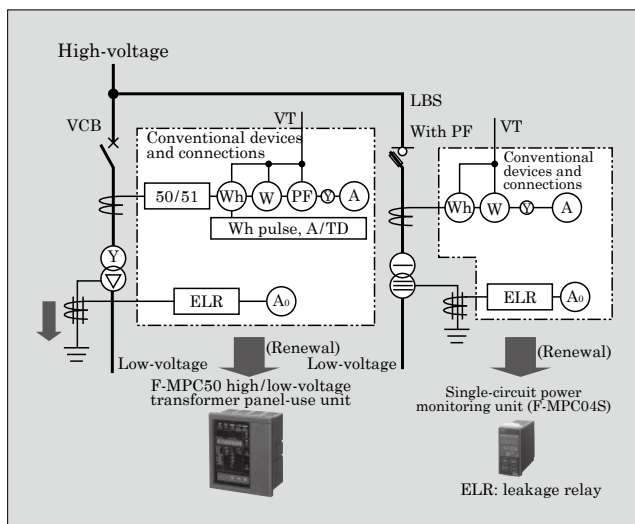 High-voltage
LBS
VT
VCB
With PF
VT
Conventional devices
and connections
Conventional
devices and
connections
50/51
Wh
W
PF
Y
A
Wh
W
Y
A
Wh pulse, A/TD
Y
ELR
A0
ELR
A0
(Renewal)
Low-voltage
Low-voltage
(Renewal)
F-MPC50 high/low-voltage
transformer panel-use unit
Single-circuit power
monitoring unit (F-MPC04S)
ELR: leakage relay